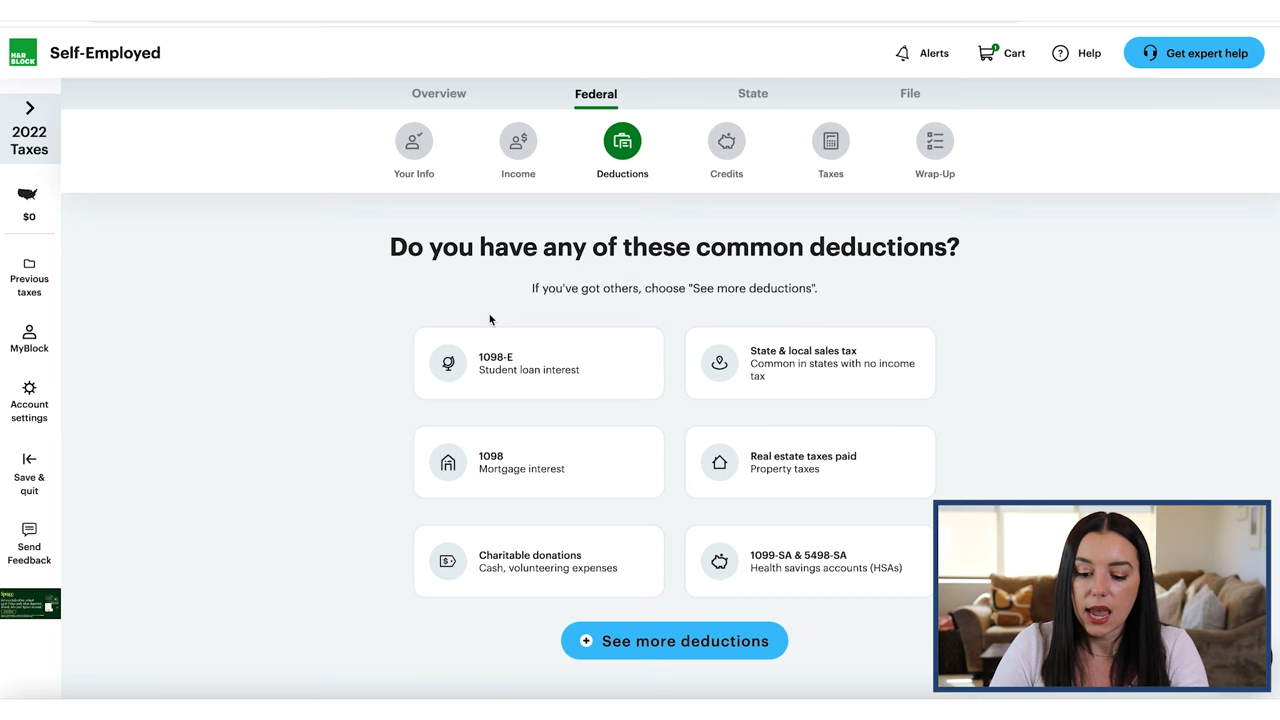 H&R
BLOCK
Self-Employed
Alerts
Cart
Help
Get expert help
2022
Taxes
$0
Previous
taxes
MyBlock
Account
settings
Save &
quit
Send
Feedback
Overview
Federal
State
File
Your Info
Income
Deductions
Credits
Taxes
Wrap-Up
Do you have any of these common deductions?
If you've got others, choose "See more deductions".
1098-E
Student loan interest
State & local sales tax
Common in states with no income
tax
1098
Mortgage interest
Real estate taxes paid
Property taxes
Charitable donations
Cash, volunteering expenses
1099-SA & 5498-SA
Health savings accounts (HSAs)
See more deductions